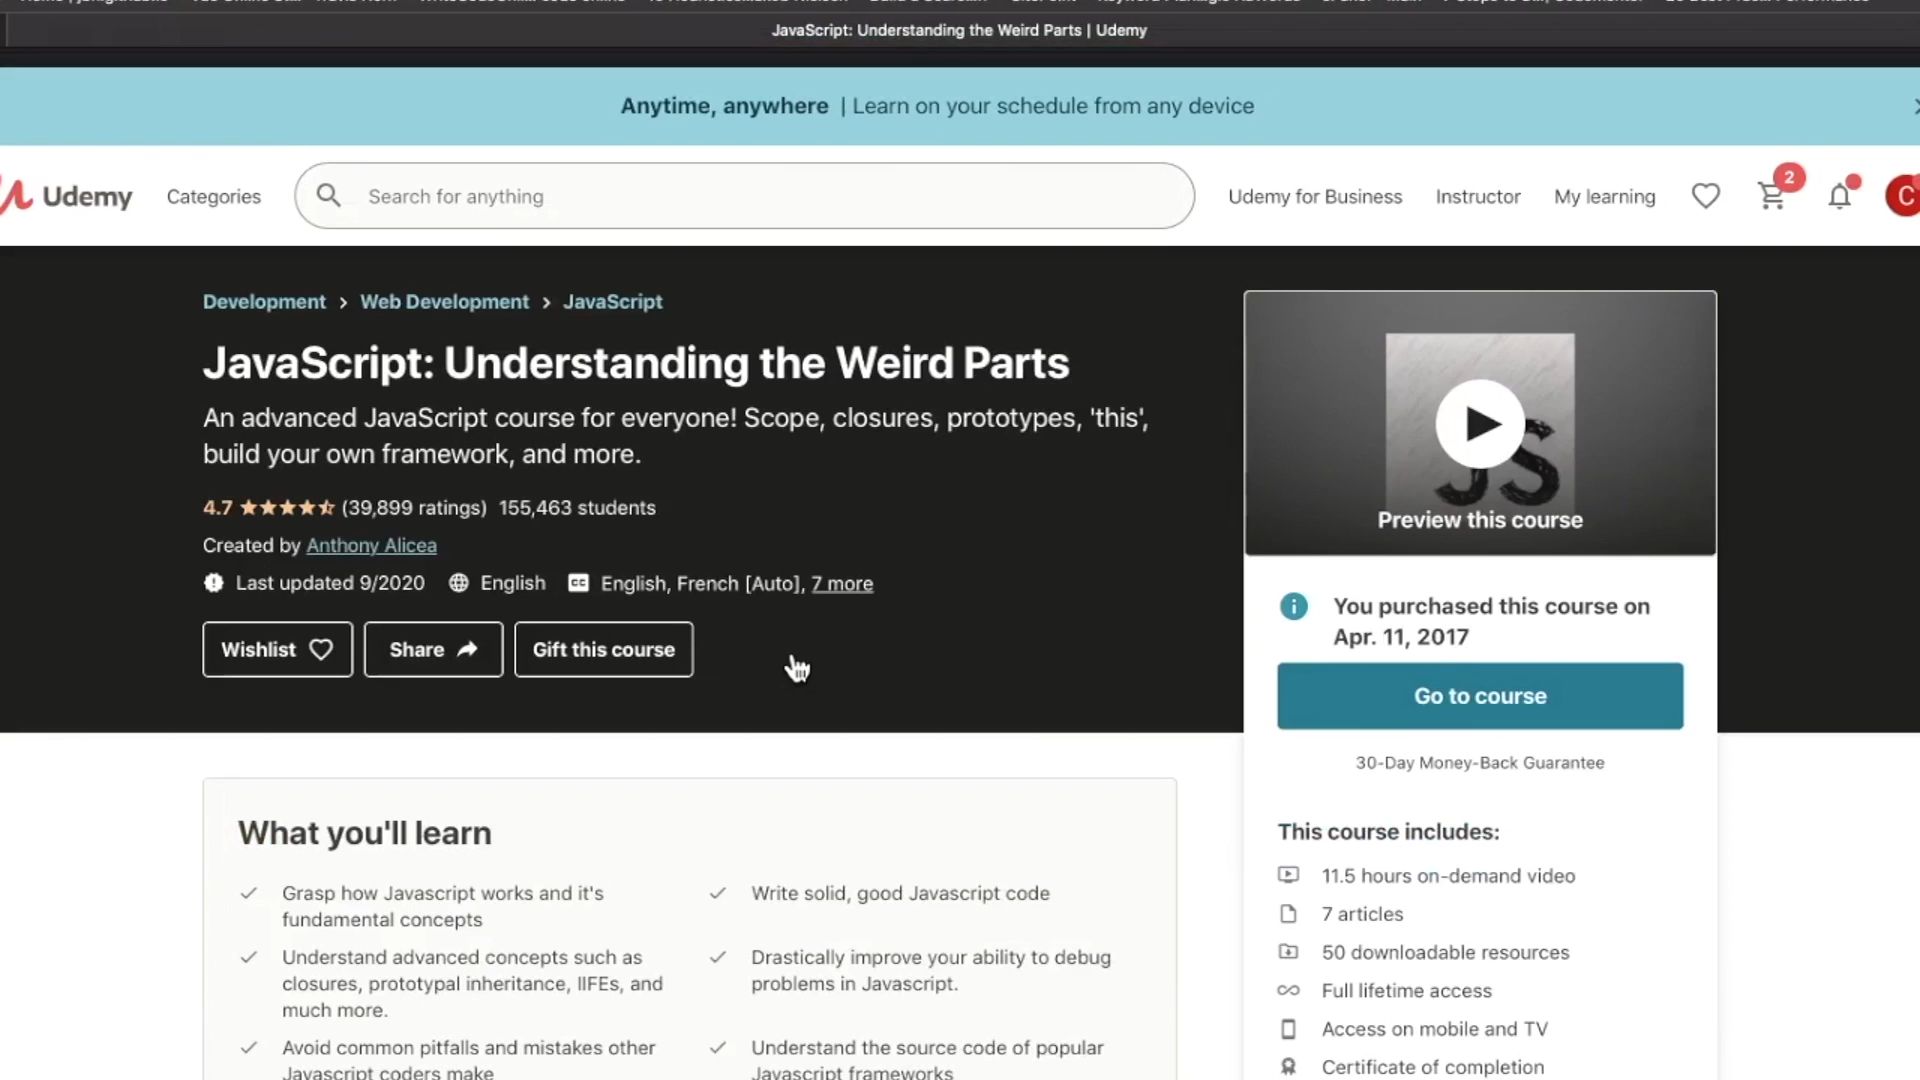 JavaScript: Understanding the Weird Parts | Udemy
Anytime, anywhere | Learn on your schedule from any device
Udemy
Categories
Search for anything
Udemy for Business
Instructor
My learning
2
C
Development > Web Development > JavaScript
JavaScript: Understanding the Weird Parts
An advanced JavaScript course for everyone! Scope, closures, prototypes, 'this',
build your own framework, and more.
4.7 (39,899 ratings) 155,463 students
Created by Anthony Alicea
Last updated 9/2020 English CC English, French [Auto], 7 more
Wishlist
Share
Gift this course
JS
Preview this course
You purchased this course on
Apr. 11, 2017
Go to course
30-Day Money-Back Guarantee
This course includes:
11.5 hours on-demand video
7 articles
50 downloadable resources
Full lifetime access
Access on mobile and TV
Certificate of completion
What you'll learn
Grasp how Javascript works and it's
fundamental concepts
Understand advanced concepts such as
closures, prototypal inheritance, IIFEs, and
much more.
Avoid common pitfalls and mistakes other
Javascript coders make
Write solid, good Javascript code
Drastically improve your ability to debug
problems in Javascript.
Understand the source code of popular
Javascript frameworks